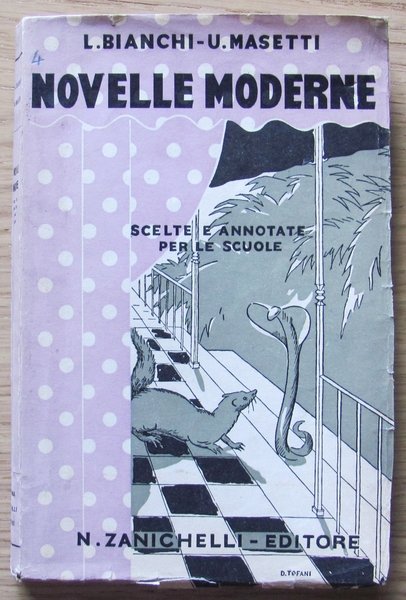 L.BIANCHI-U.MASETTI
4
NOVELLE MODERNE
SCELTE E ANNOTATE
PER LE SCUOLE
N. ZANICHELLI-EDITORE
D.TOFANI